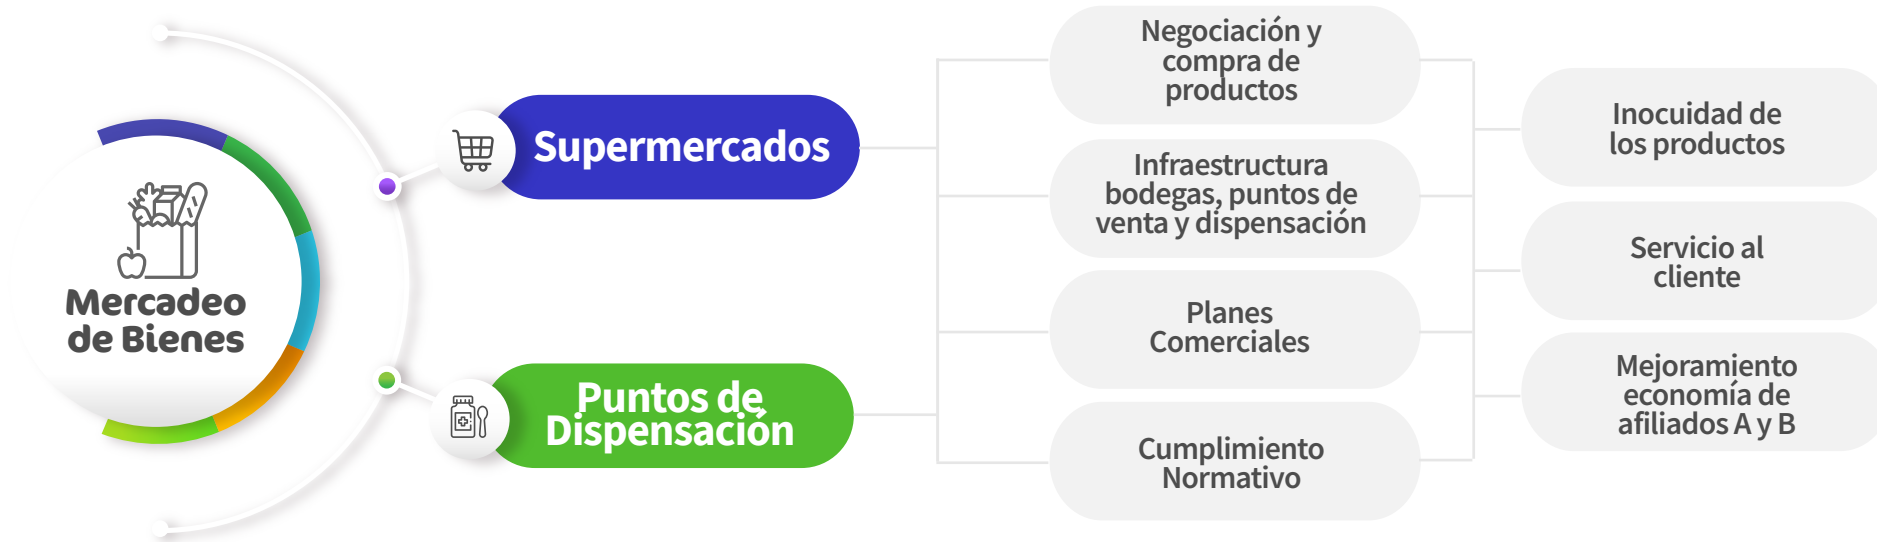 Mercadeo
de Bienes
Supermercados
Puntos de
Dispensación
Negociación y
compra de
productos
Infraestructura
bodegas, puntos de
venta y dispensación
Planes
Comerciales
Cumplimiento
Normativo
Inocuidad de
los productos
Servicio al
cliente
Mejoramiento
economía de
afiliados A y B